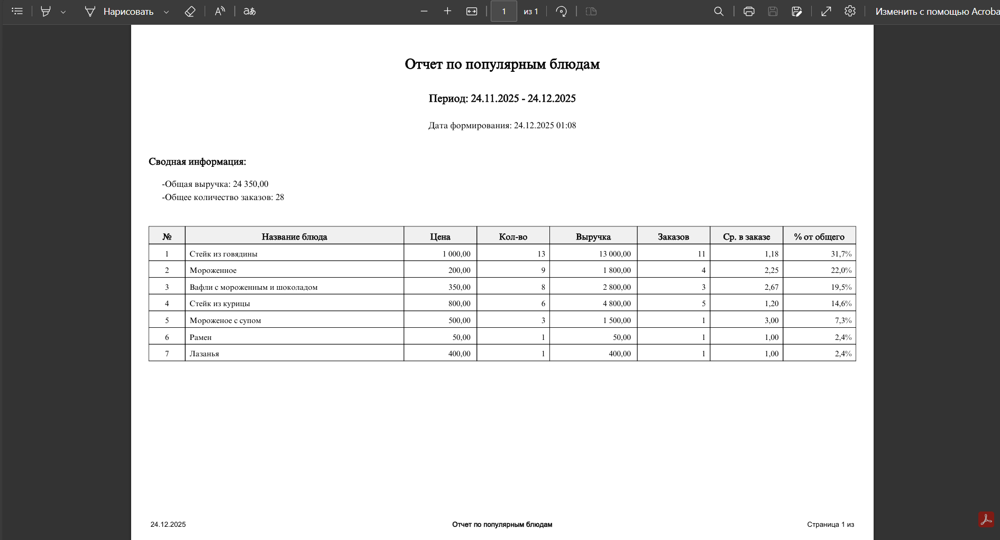 Нарисовать
aあ
1 из 1
Изменить с помощью Acroba
Отчет по популярным блюдам
Период: 24.11.2025 - 24.12.2025
Дата формирования: 24.12.2025 01:08
Сводная информация:
-Общая выручка: 24 350,00
-Общее количество заказов: 28
№ Название блюда Цена Кол-во Выручка Заказов Ср. в заказе % от общего
1 Стейк из говядины 1 000,00 13 13 000,00 11 1,18 31,7%
2 Мороженное 200,00 9 1 800,00 4 2,25 22,0%
3 Вафли с мороженным и шоколадом 350,00 8 2 800,00 3 2,67 19,5%
4 Стейк из курицы 800,00 6 4 800,00 5 1,20 14,6%
5 Мороженое с супом 500,00 3 1 500,00 1 3,00 7,3%
6 Рамен 50,00 1 50,00 1 1,00 2,4%
7 Лазанья 400,00 1 400,00 1 1,00 2,4%
24.12.2025 Отчет по популярным блюдам Страница 1 из